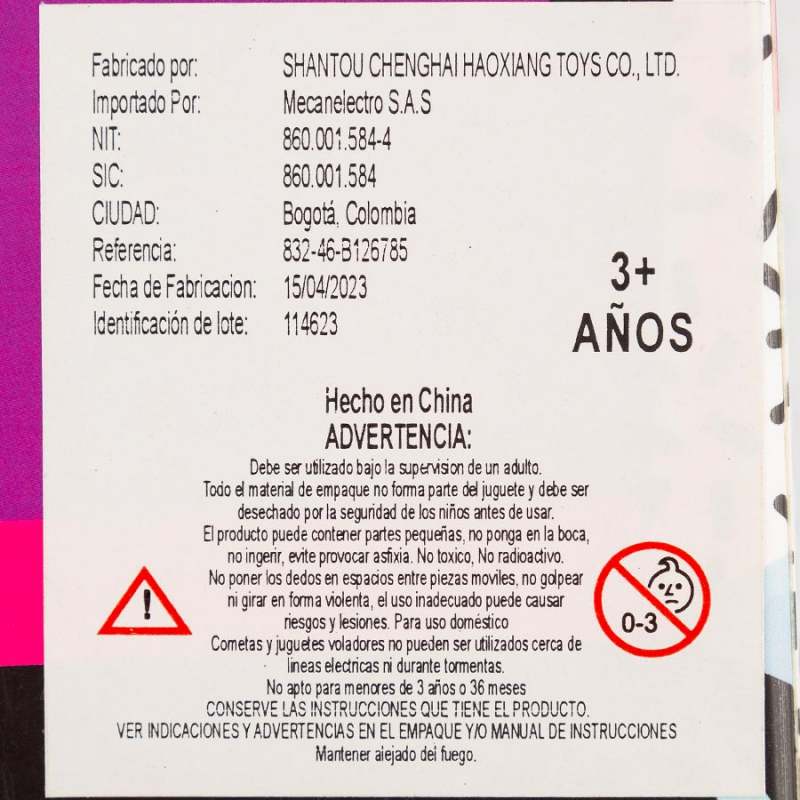 Fabricado por: SHANTOU CHENGHAI HAOXIANG TOYS CO., LTD.
Importado Por: Mecanelectro S.A.S
NIT: 860.001.584-4
SIC: 860.001.584
CIUDAD: Bogotá, Colombia
Referencia: 832-46-B126785
Fecha de Fabricacion: 15/04/2023
Identificación de lote: 114623
3+
AÑOS
Hecho en China
ADVERTENCIA:
Debe ser utilizado bajo la supervision de un adulto.
Todo el material de empaque no forma parte del juguete y debe ser
desechado por la seguridad de los niños antes de usar.
El producto puede contener partes pequeñas, no ponga en la boca,
no ingerir, evite provocar asfixia. No toxico, No radioactivo.
No poner los dedos en espacios entre piezas moviles, no golpear
ni girar en forma violenta, el uso inadecuado puede causar
riesgos y lesiones. Para uso doméstico
Cometas y juguetes voladores no pueden ser utilizados cerca de
lineas electricas ni durante tormentas.
No apto para menores de 3 años o 36 meses
CONSERVE LAS INSTRUCCIONES QUE TIENE EL PRODUCTO.
VER INDICACIONES Y ADVERTENCIAS EN EL EMPAQUE Y/O MANUAL DE INSTRUCCIONES
Mantener alejado del fuego.
!
0-3